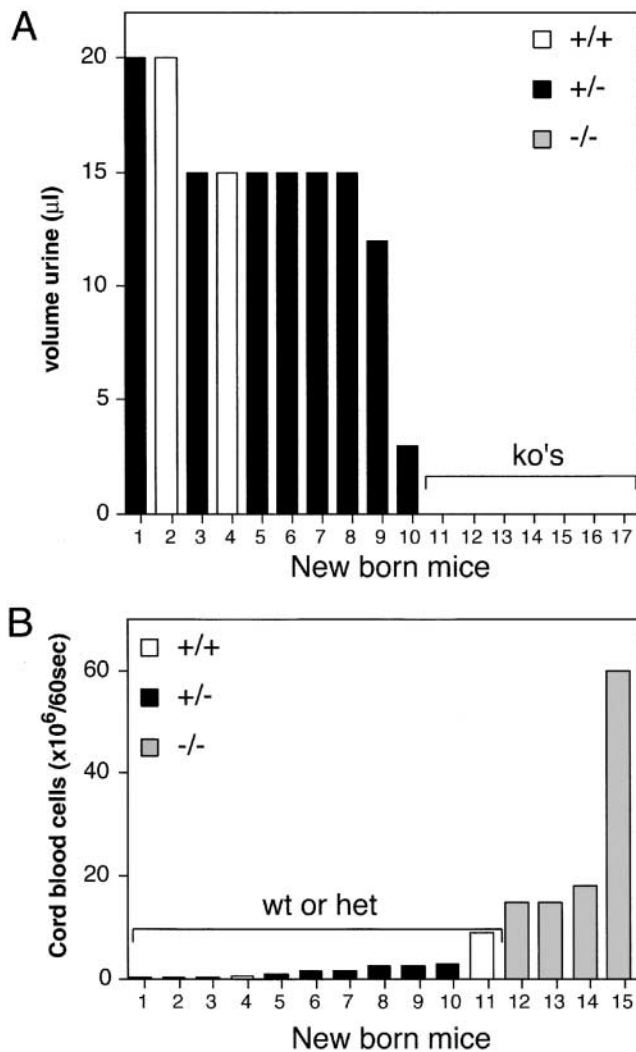 A
volume urine (µl)
20
15
10
5
0
+/+
+/-
-/-
ko's
1 2 3 4 5 6 7 8 9 10 11 12 13 14 15 16 17
New born mice
B
Cord blood cells (x10⁶/60sec)
60
40
20
0
+/+
+/-
-/-
wt or het
1 2 3 4 5 6 7 8 9 10 11 12 13 14 15
New born mice